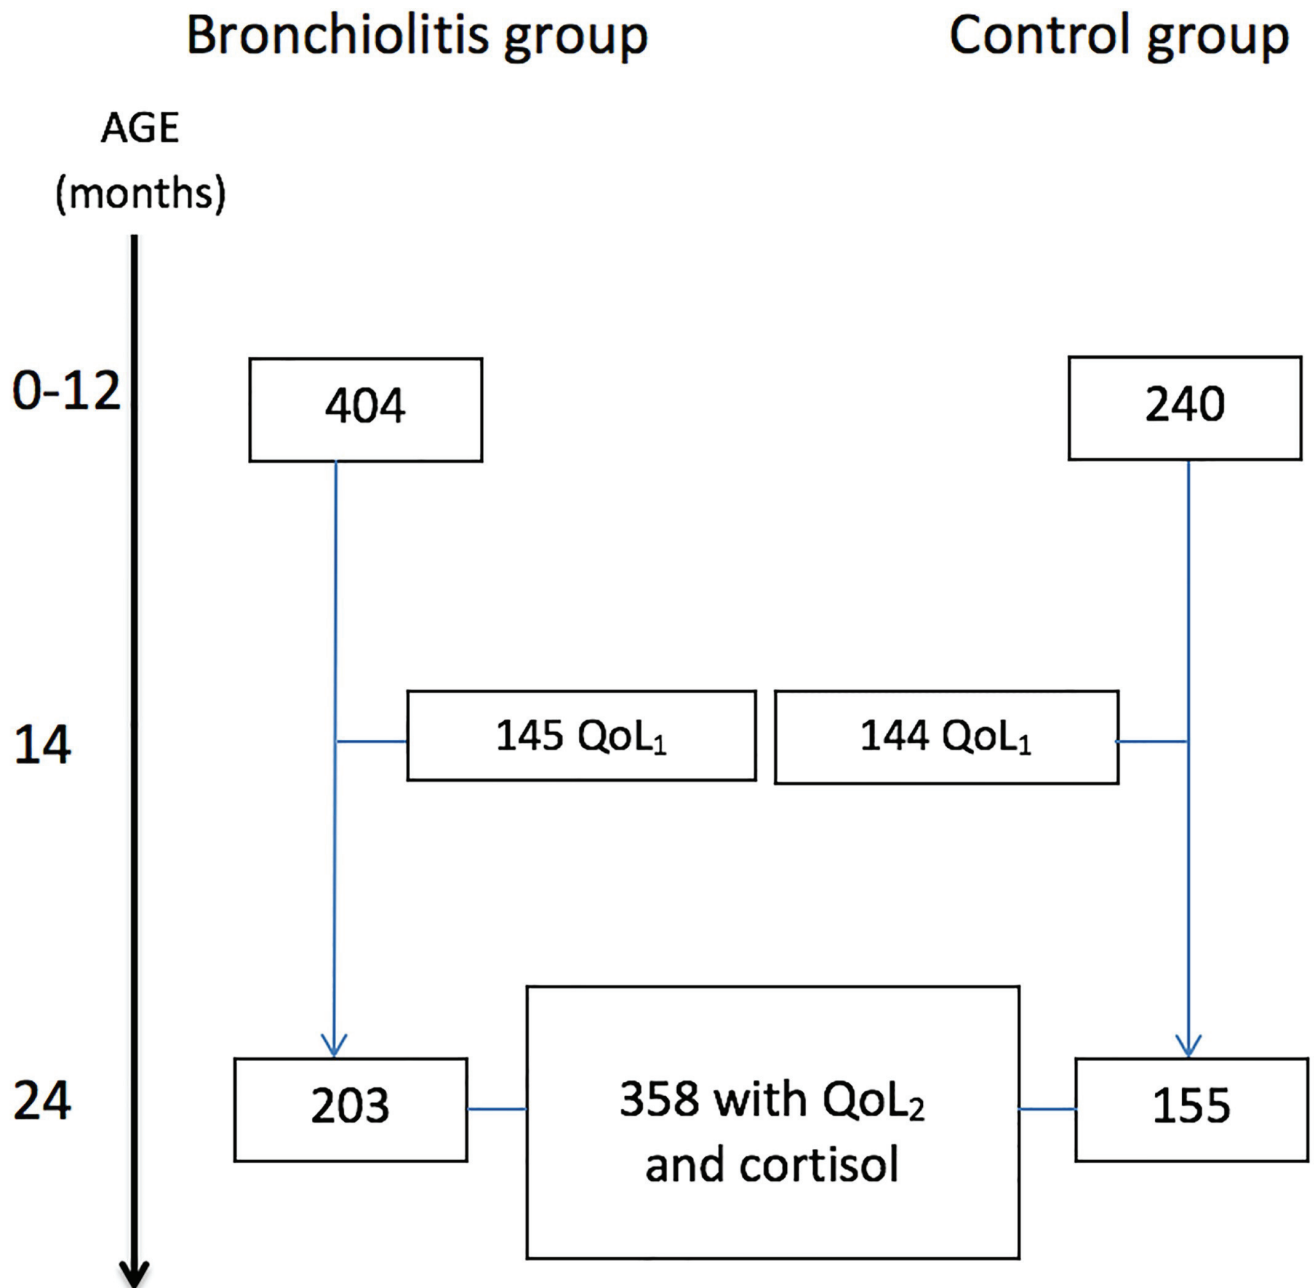 Bronchiolitis group
Control group
AGE
(months)
0-12
404
240
14
145 QoL₁
144 QoL₁
24
203
358 with QoL₂
and cortisol
155